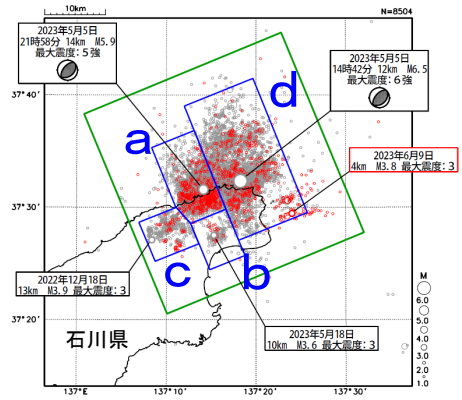 10km
N=8504
2023年5月5日
21時58分 14km M5.9
最大震度:5強
2023年5月5日
14時42分 12km M6.5
最大震度:6強
37°40′
37°30′
37°20′
a
d
c
b
2023年6月9日
4km M3.8 最大震度:3
2022年12月18日
13km M3.9 最大震度:3
2023年5月18日
10km M3.6 最大震度:3
石川県
M
6.0
5.0
4.0
3.0
2.0
1.0
137°E
137°10′
137°20′
137°30′